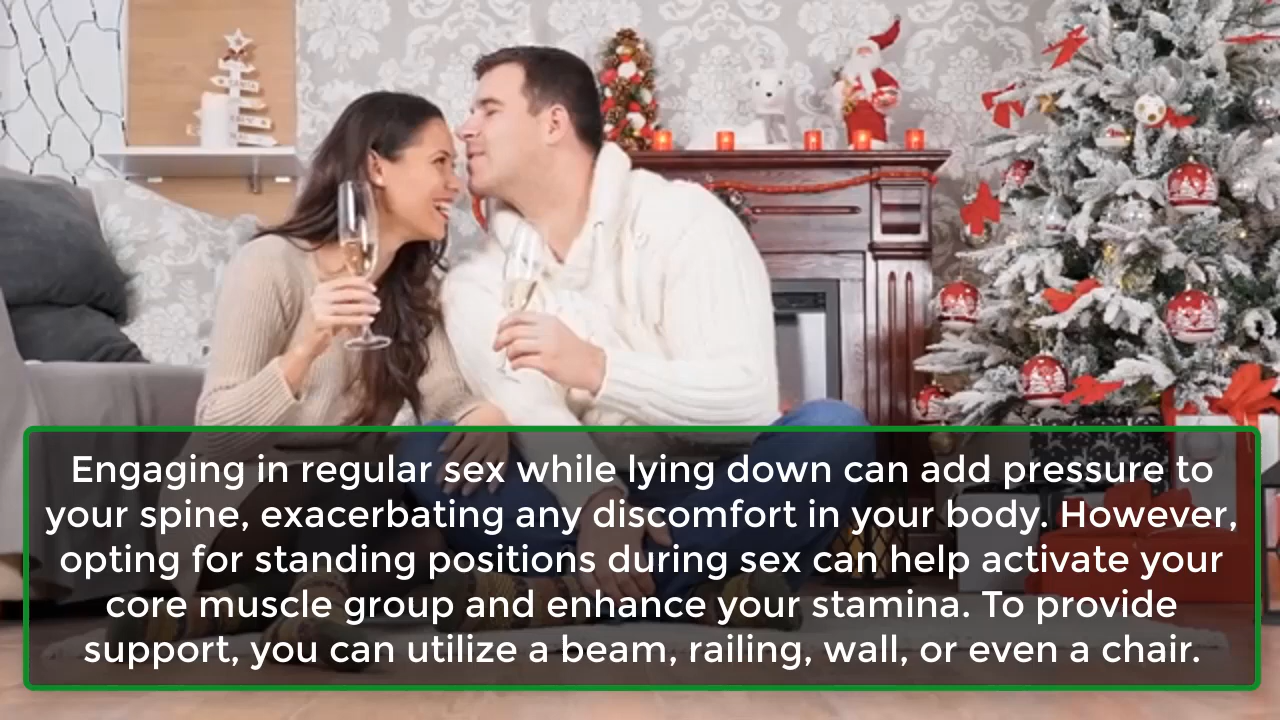 Engaging in regular sex while lying down can add pressure to
your spine, exacerbating any discomfort in your body. However,
opting for standing positions during sex can help activate your
core muscle group and enhance your stamina. To provide
support, you can utilize a beam, railing, wall, or even a chair.